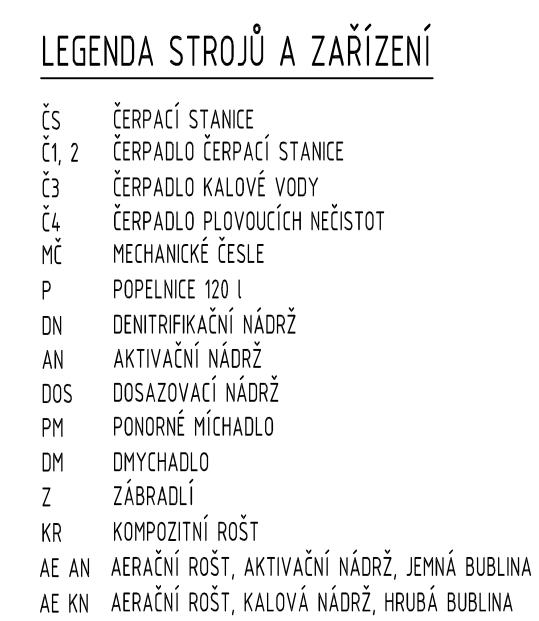 LEGENDA STROJŮ A ZAŘÍZENÍ
ČS ČERPACÍ STANICE
Č1, 2 ČERPADLO ČERPACÍ STANICE
Č3 ČERPADLO KALOVÉ VODY
Č4 ČERPADLO PLOVOUCÍCH NEČISTOT
MČ MECHANICKÉ ČESLE
P POPELNICE 120 l
DN DENITRIFIKAČNÍ NÁDRŽ
AN AKTIVAČNÍ NÁDRŽ
DOS DOSAZOVACÍ NÁDRŽ
PM PONORNÉ MÍCHADLO
DM DMYCHADLO
Z ZÁBRADLÍ
KR KOMPOZITNÍ ROŠT
AE AN AERAČNÍ ROŠT, AKTIVAČNÍ NÁDRŽ, JEMNÁ BUBLINA
AE KN AERAČNÍ ROŠT, KALOVÁ NÁDRŽ, HRUBÁ BUBLINA